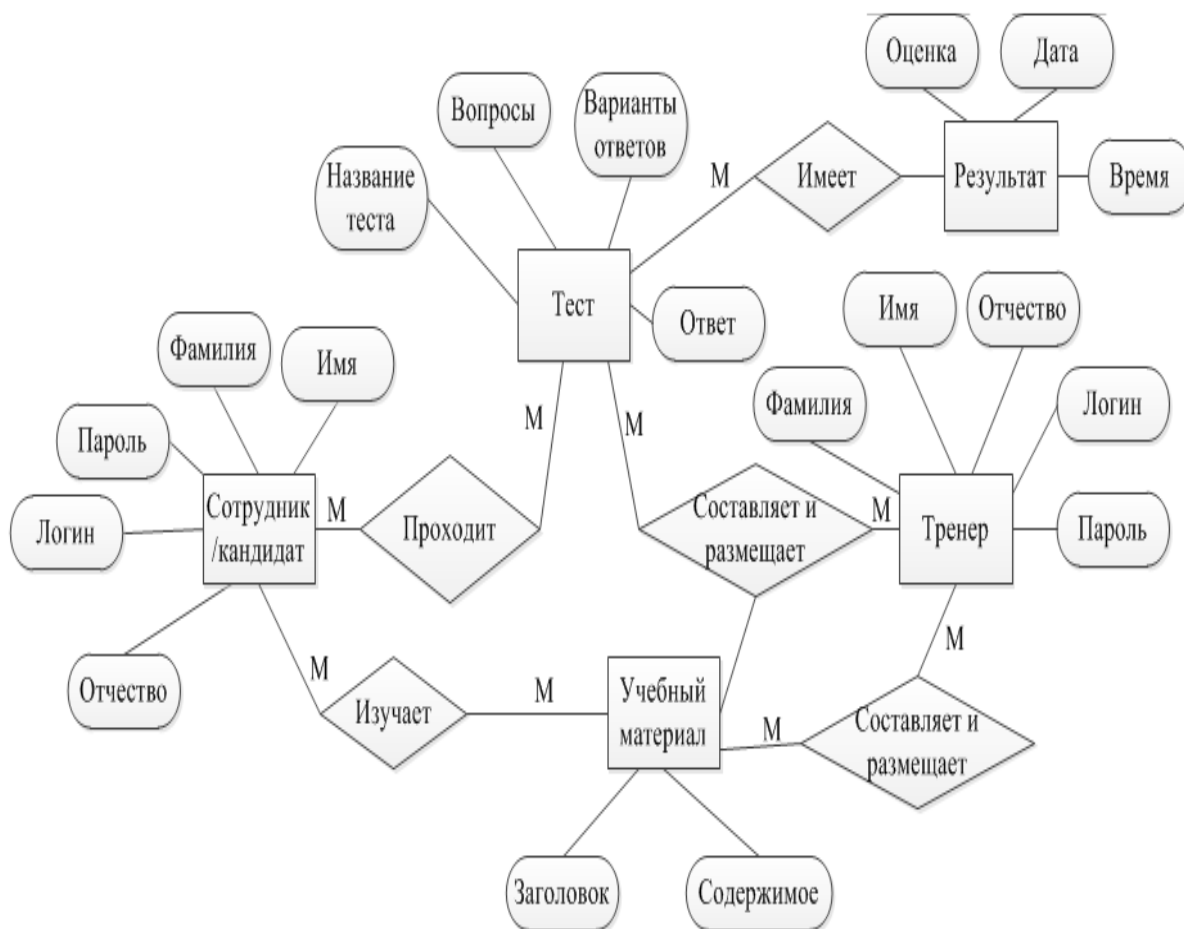 Оценка
Дата
Вопросы
Варианты
ответов
М
Имеет
Результат
Время
Название
теста
Тест
Ответ
Имя
Отчество
Фамилия
Имя
Пароль
М
М
Фамилия
Логин
Логин
Сотрудник
/кандидат
М
Проходит
Составляет и
размещает
М
Тренер
Пароль
Отчество
М
Изучает
М
Учебный
материал
М
М
Составляет и
размещает
Заголовок
Содержимое